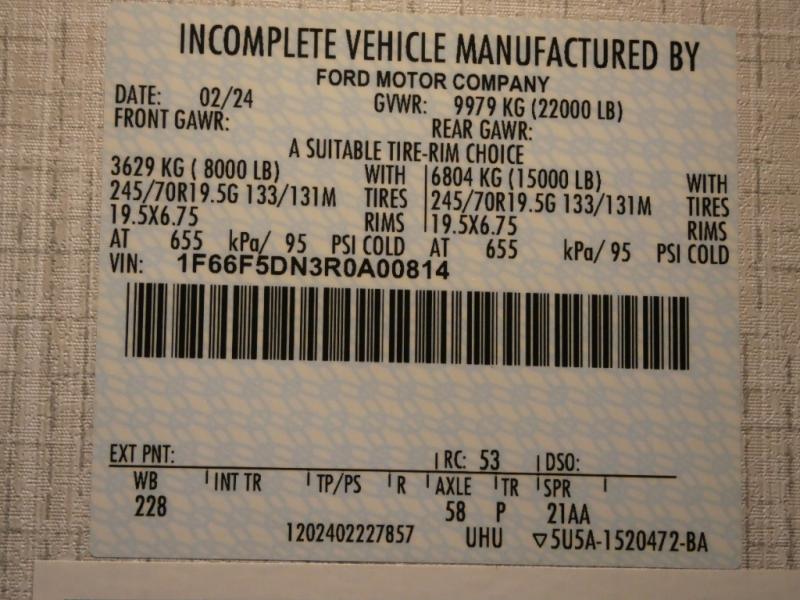 INCOMPLETE VEHICLE MANUFACTURED BY
FORD MOTOR COMPANY
DATE: 02/24 GVWR: 9979 KG (22000 LB)
FRONT GAWR: REAR GAWR:
A SUITABLE TIRE-RIM CHOICE
3629 KG ( 8000 LB) WITH 6804 KG (15000 LB) WITH
245/70R19.5G 133/131M TIRES 245/70R19.5G 133/131M TIRES
19.5X6.75 RIMS 19.5X6.75 RIMS
AT 655 kPa/ 95 PSI COLD AT 655 kPa/ 95 PSI COLD
VIN: 1F66F5DN3R0A00814
EXT PNT: RC: 53 DSO:
WB INT TR TP/PS R AXLE TR SPR
228 58 P 21AA
1202402227857 UHU ▽5U5A-1520472-BA